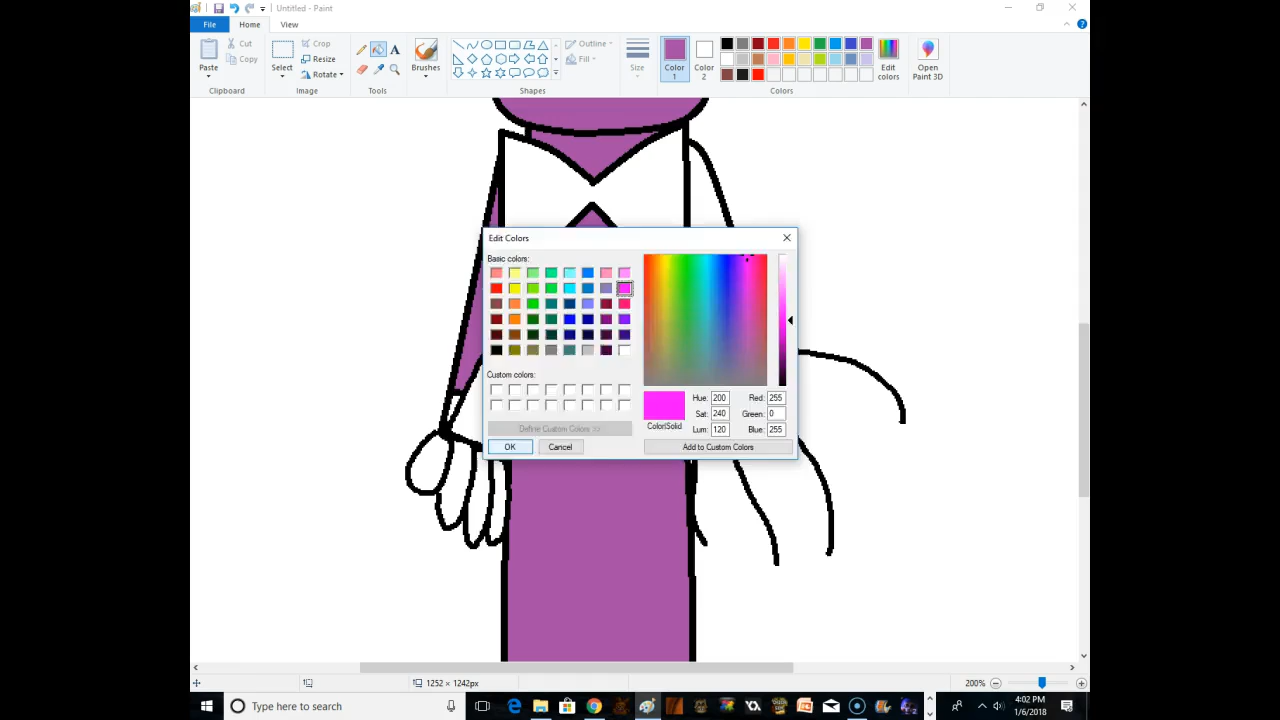 Untitled - Paint
File Home View
Paste
Cut
Copy
Clipboard
Select
Crop
Resize
Rotate
Image
A
Tools
Brushes
Outline
Fill
Shapes
Size
Color 1
Color 2
Edit colors
Open Paint 3D
Colors
Edit Colors
Basic colors:
Custom colors:
Define Custom Colors >>
OK Cancel
Color|Solid
Hue: 200 Red: 255
Sat: 240 Green: 0
Lum: 120 Blue: 255
Add to Custom Colors
1252 × 1242px
200%
Type here to search
4:02 PM
1/6/2018